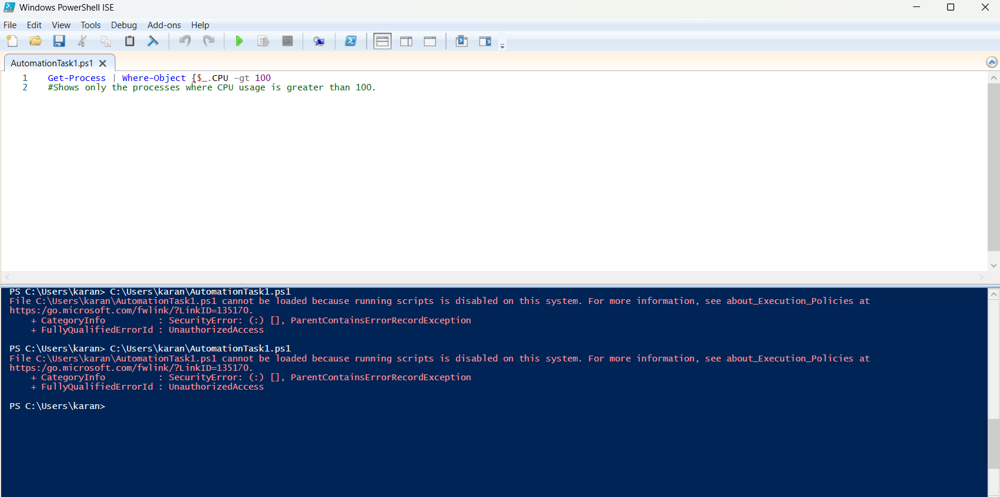 Windows PowerShell ISE
File Edit View Tools Debug Add-ons Help
AutomationTask1.ps1
1 Get-Process | Where-Object {$_.CPU -gt 100
2 #Shows only the processes where CPU usage is greater than 100.
PS C:\Users\karan> C:\Users\karan\AutomationTask1.ps1
File C:\Users\karan\AutomationTask1.ps1 cannot be loaded because running scripts is disabled on this system. For more information, see about_Execution_Policies at
https:/go.microsoft.com/fwlink/?LinkID=135170.
+ CategoryInfo : SecurityError: (:) [], ParentContainsErrorRecordException
+ FullyQualifiedErrorId : UnauthorizedAccess
PS C:\Users\karan> C:\Users\karan\AutomationTask1.ps1
File C:\Users\karan\AutomationTask1.ps1 cannot be loaded because running scripts is disabled on this system. For more information, see about_Execution_Policies at
https:/go.microsoft.com/fwlink/?LinkID=135170.
+ CategoryInfo : SecurityError: (:) [], ParentContainsErrorRecordException
+ FullyQualifiedErrorId : UnauthorizedAccess
PS C:\Users\karan>